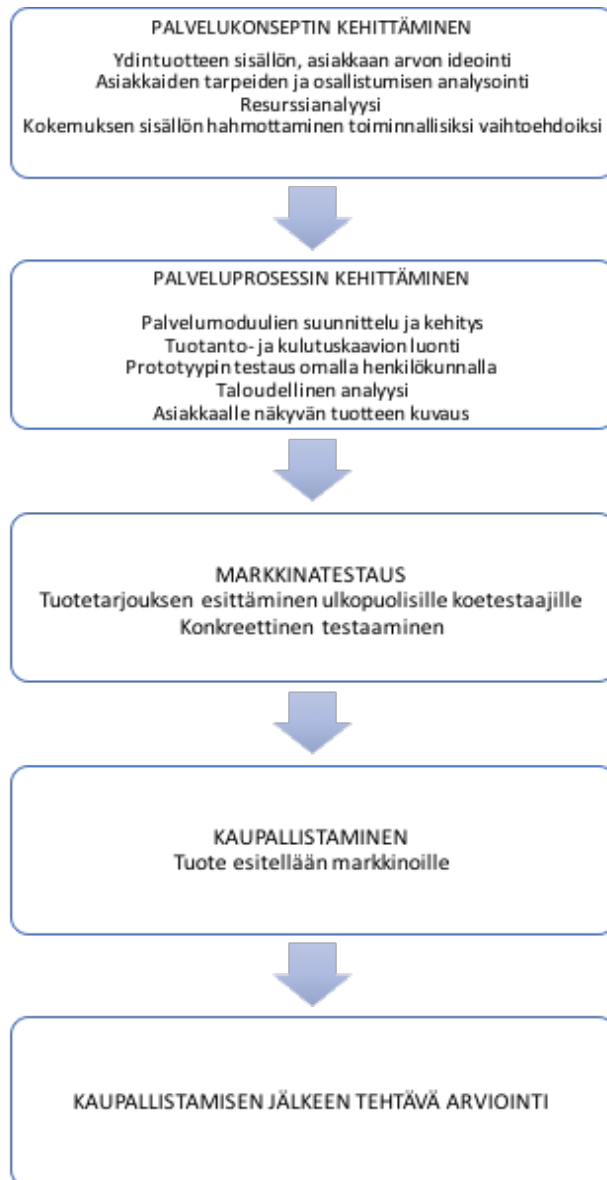 PALVELUKONSEPTIN KEHITTÄMINEN
Ydintuotteen sisällön, asiakkaan arvon ideointi
Asiakkaiden tarpeiden ja osallistumisen analysointi
Resurssianalyysi
Kokemuksen sisällön hahmottaminen toiminnallisiksi vaihtoehdoiksi
PALVELUPROSESSIN KEHITTÄMINEN
Palvelumoduulien suunnittelu ja kehitys
Tuotanto- ja kulutuskaavion luonti
Prototyypin testaus omalla henkilökunnalla
Taloudellinen analyysi
Asiakkaalle näkyvän tuotteen kuvaus
MARKKINATESTAUS
Tuotetarjouksen esittäminen ulkopuolisille koetestaajille
Konkreettinen testaaminen
KAUPALLISTAMINEN
Tuote esitellään markkinoille
KAUPALLISTAMISEN JÄLKEEN TEHTÄVÄ ARVIOINTI